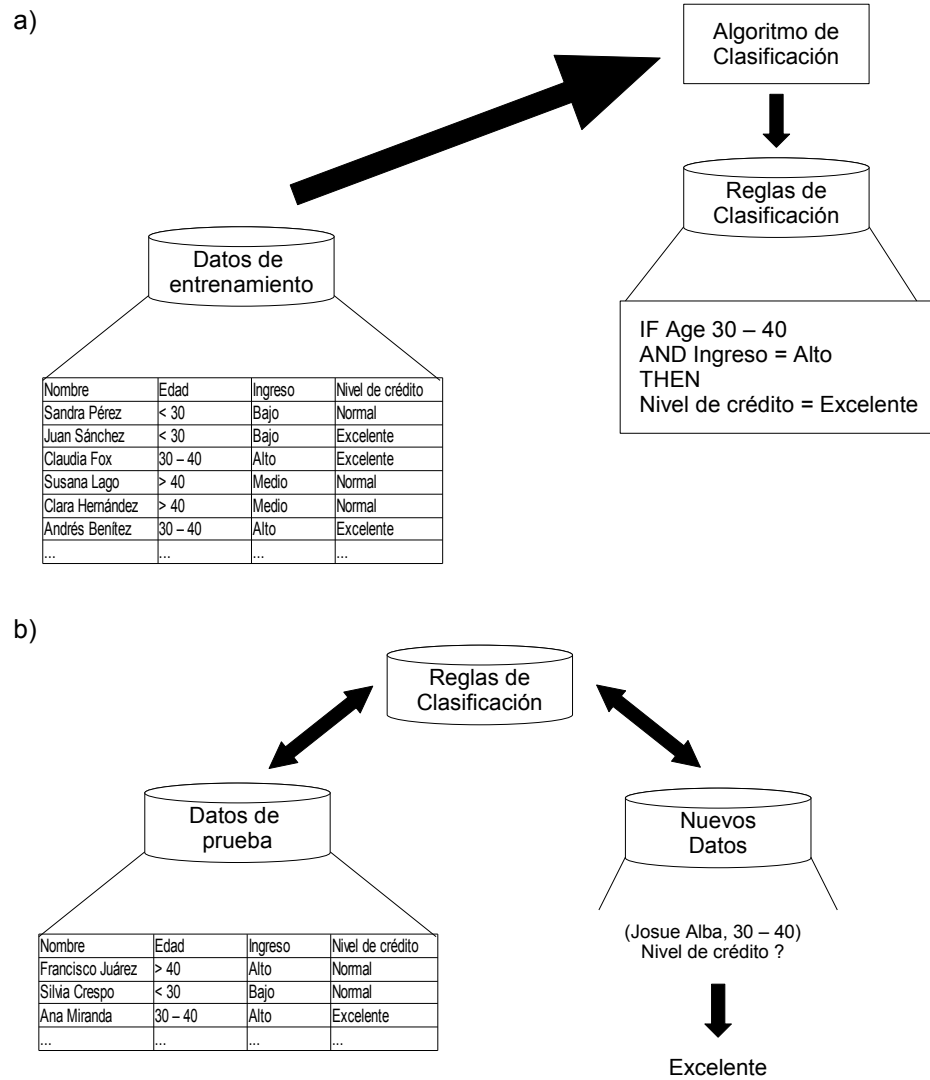 a)
Algoritmo de
Clasificación
Reglas de
Clasificación
Datos de
entrenamiento
IF Age 30 – 40
AND Ingreso = Alto
THEN
Nivel de crédito = Excelente
Nombre Edad Ingreso Nivel de crédito
Sandra Pérez < 30 Bajo Normal
Juan Sánchez < 30 Bajo Excelente
Claudia Fox 30 – 40 Alto Excelente
Susana Lago > 40 Medio Normal
Clara Hernández > 40 Medio Normal
Andrés Benítez 30 – 40 Alto Excelente
... ... ... ...
b)
Reglas de
Clasificación
Datos de
prueba
Nuevos
Datos
Nombre Edad Ingreso Nivel de crédito
Francisco Juárez > 40 Alto Normal
Silvia Crespo < 30 Bajo Normal
Ana Miranda 30 – 40 Alto Excelente
... ... ... ...
(Josue Alba, 30 – 40)
Nivel de crédito ?
Excelente